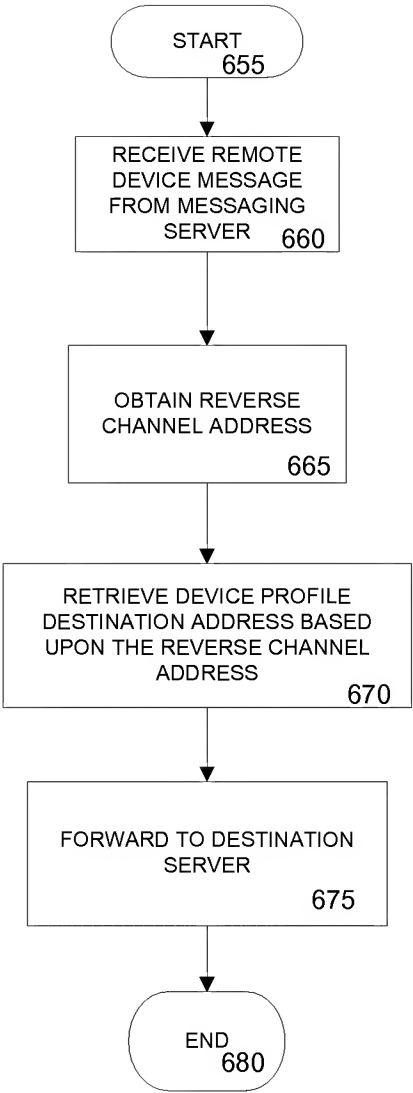 START
655
RECEIVE REMOTE
DEVICE MESSAGE
FROM MESSAGING
SERVER
660
OBTAIN REVERSE
CHANNEL ADDRESS
665
RETRIEVE DEVICE PROFILE
DESTINATION ADDRESS BASED
UPON THE REVERSE CHANNEL
ADDRESS
670
FORWARD TO DESTINATION
SERVER
675
END
680